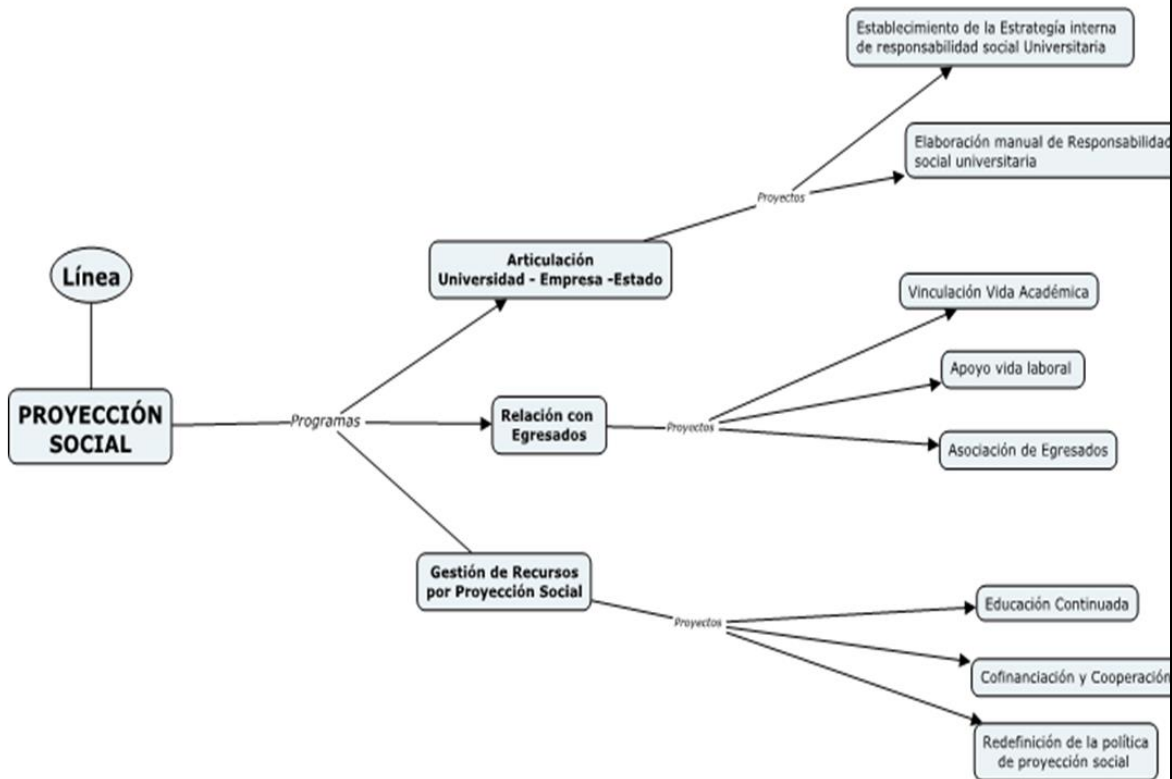 Establecimiento de la Estrategía interna
de responsabilidad social Universitaria
Elaboración manual de Responsabilidad
social universitaria
Proyectos
Articulación
Universidad - Empresa -Estado
Línea
Vinculación Vida Académica
Apoyo vida laboral
PROYECCIÓN
SOCIAL
Programas
Relación con
Egresados
Proyectos
Asociación de Egresados
Gestión de Recursos
por Proyección Social
Proyectos
Educación Continuada
Cofinanciación y Cooperación
Redefinición de la política
de proyección social